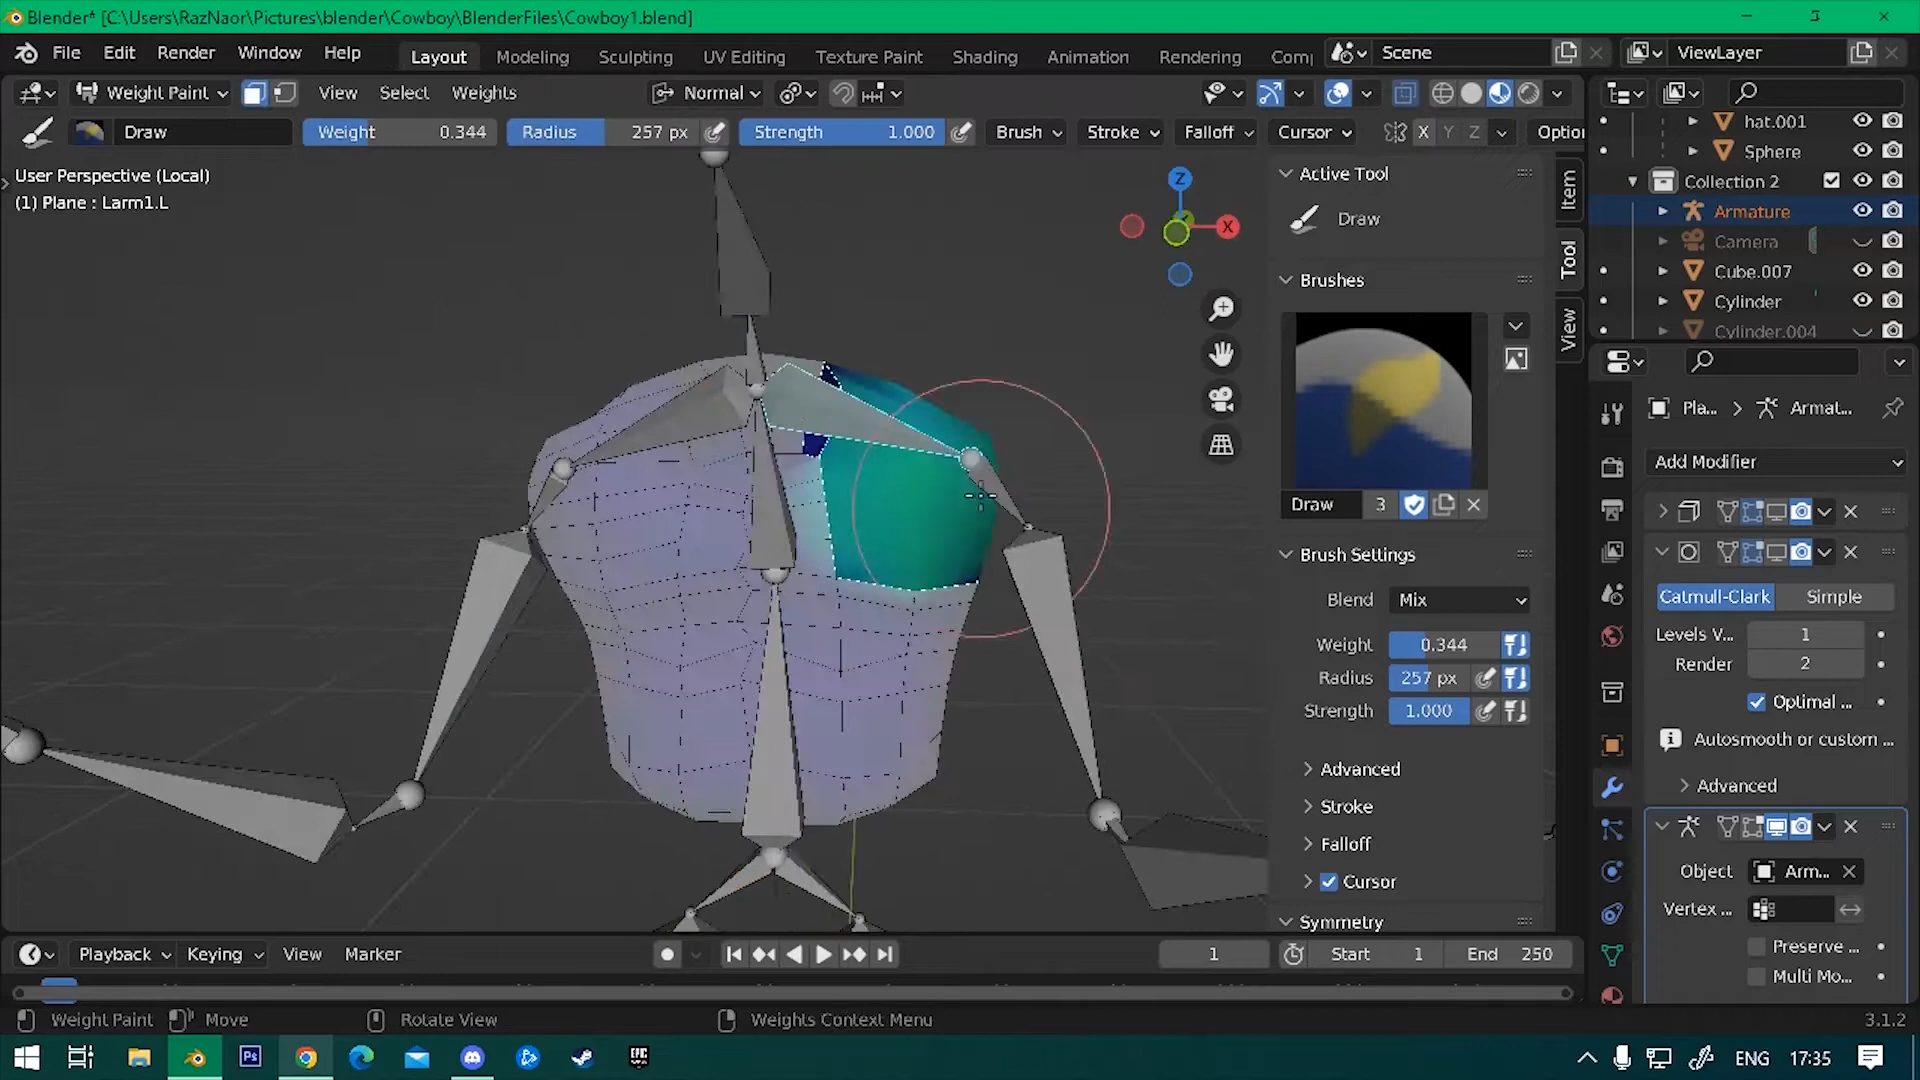 Blender* [C:\Users\RazNaor\Pictures\blender\Cowboy\BlenderFiles\Cowboy1.blend]
File Edit Render Window Help Layout Modeling Sculpting UV Editing Texture Paint Shading Animation Rendering Comp Scene ViewLayer
Weight Paint View Select Weights Normal
Draw Weight 0.344 Radius 257 px Strength 1.000 Brush Stroke Falloff Cursor X Y Z Optio
User Perspective (Local)
(1) Plane : Larm1.L
Z
X
Active Tool
Draw
Brushes
Draw 3
Brush Settings
Blend Mix
Weight 0.344
Radius 257 px
Strength 1.000
Advanced
Stroke
Falloff
Cursor
Symmetry
Item
Tool
View
hat.001
Sphere
Collection 2
Armature
Camera
Cube.007
Cylinder
Cylinder.004
Pla... Armat...
Add Modifier
Catmull-Clark Simple
Levels V... 1
Render 2
Optimal ...
Autosmooth or custom ...
Advanced
Object Arm...
Vertex ...
Preserve ...
Multi Mo...
Playback Keying View Marker 1 Start 1 End 250
Weight Paint Move Rotate View Weights Context Menu 3.1.2
Ps EPIC ENG 17:35